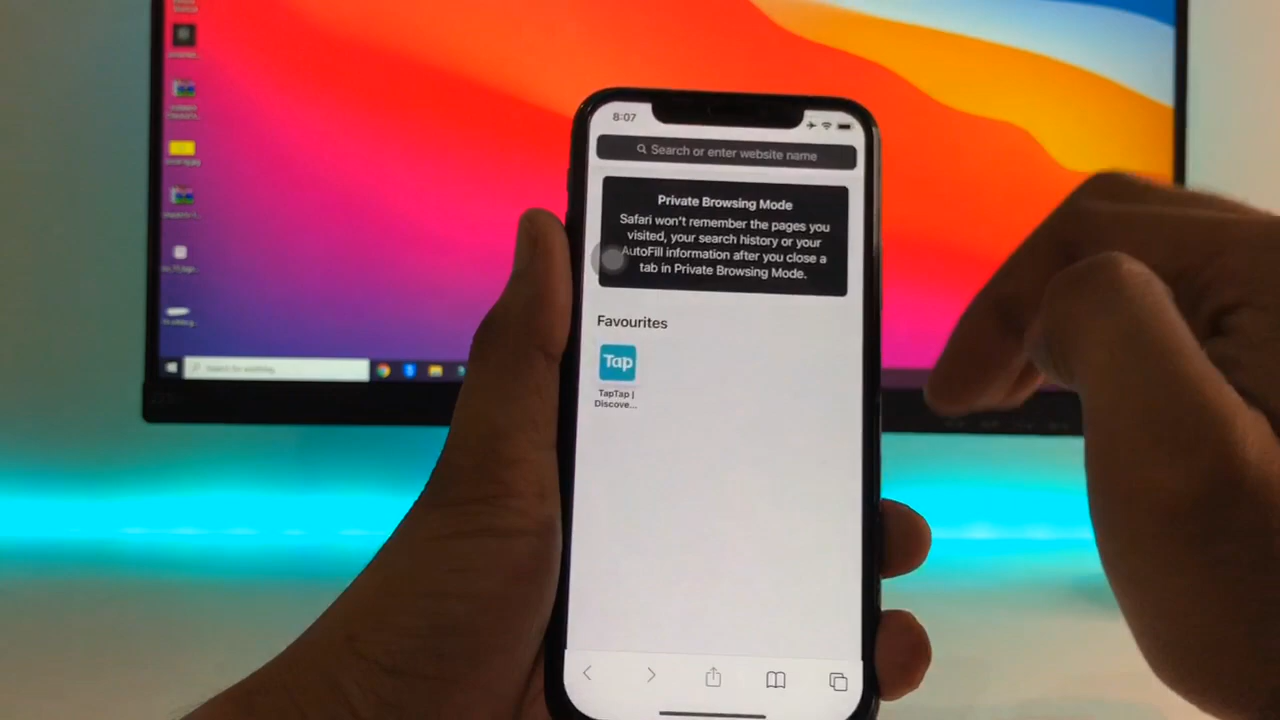 8:07
Search or enter website name
Private Browsing Mode
Safari won't remember the pages you
visited, your search history or your
AutoFill information after you close a
tab in Private Browsing Mode.
Favourites
Tap
TapTap |
Discove...